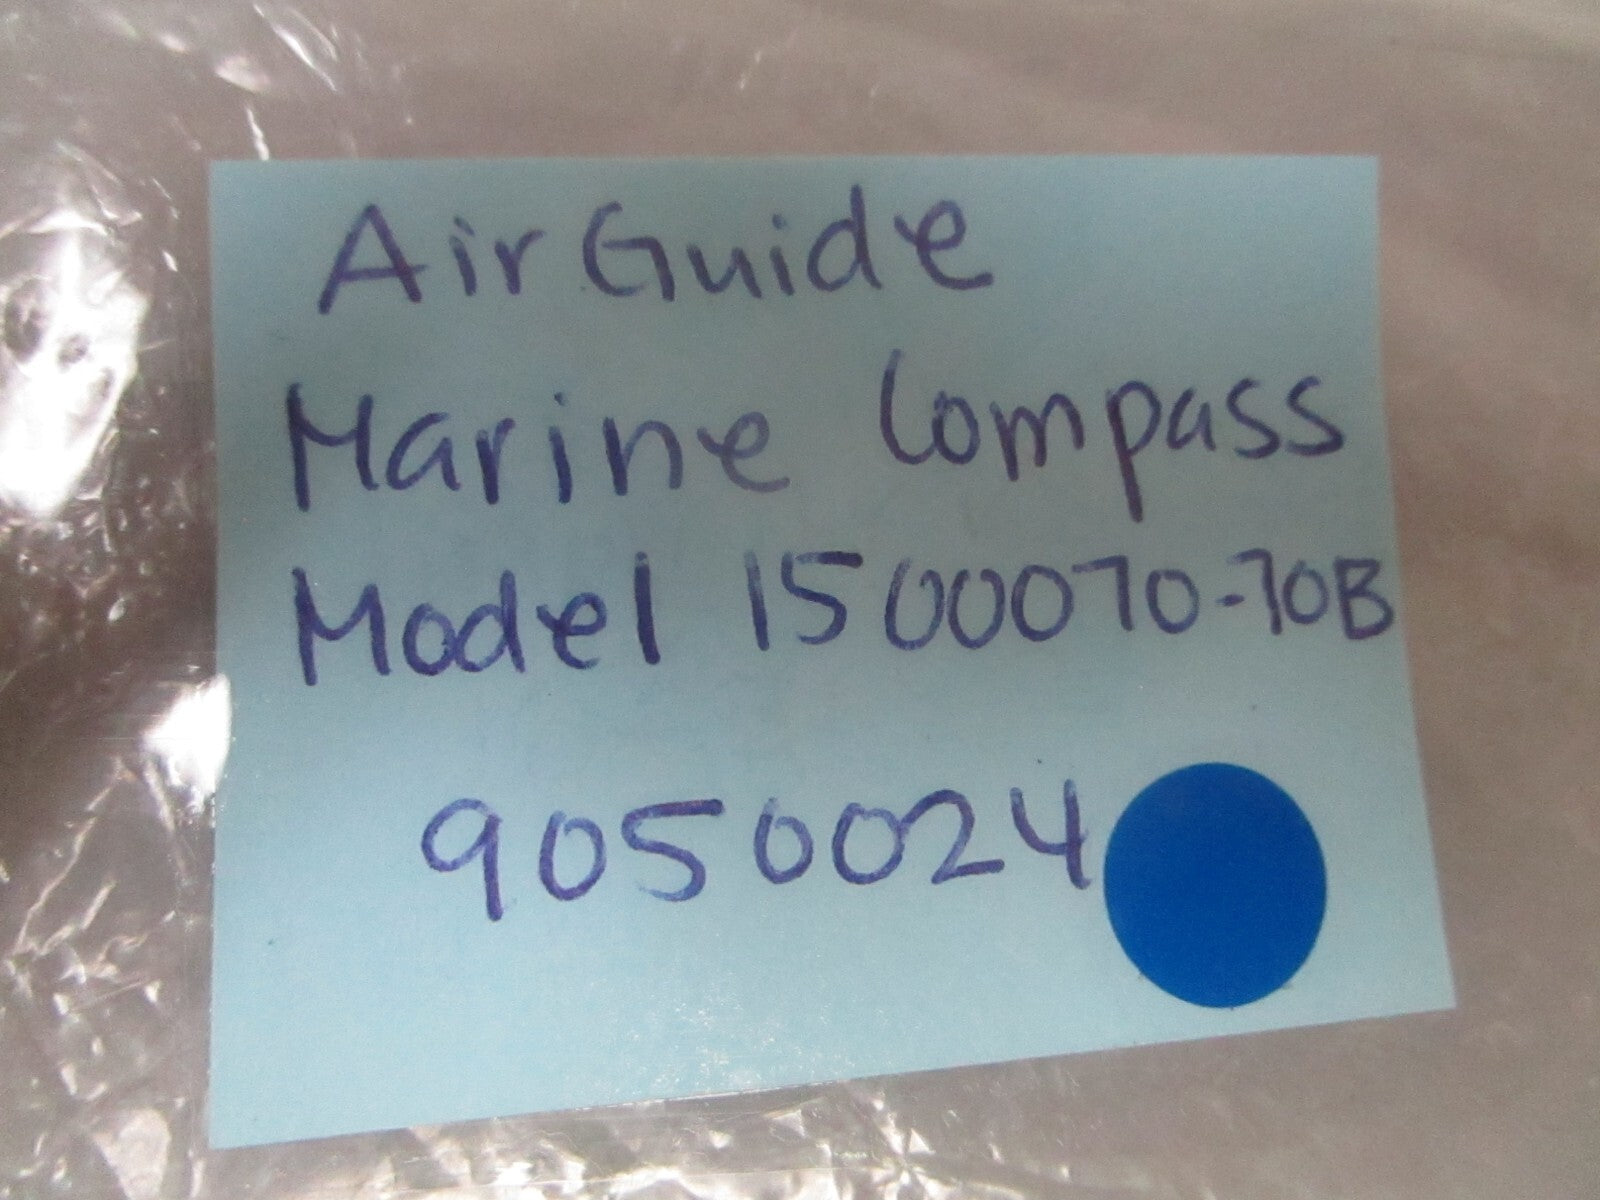 AirGuide
Marine Compass
Model 1500070-70B
9050024